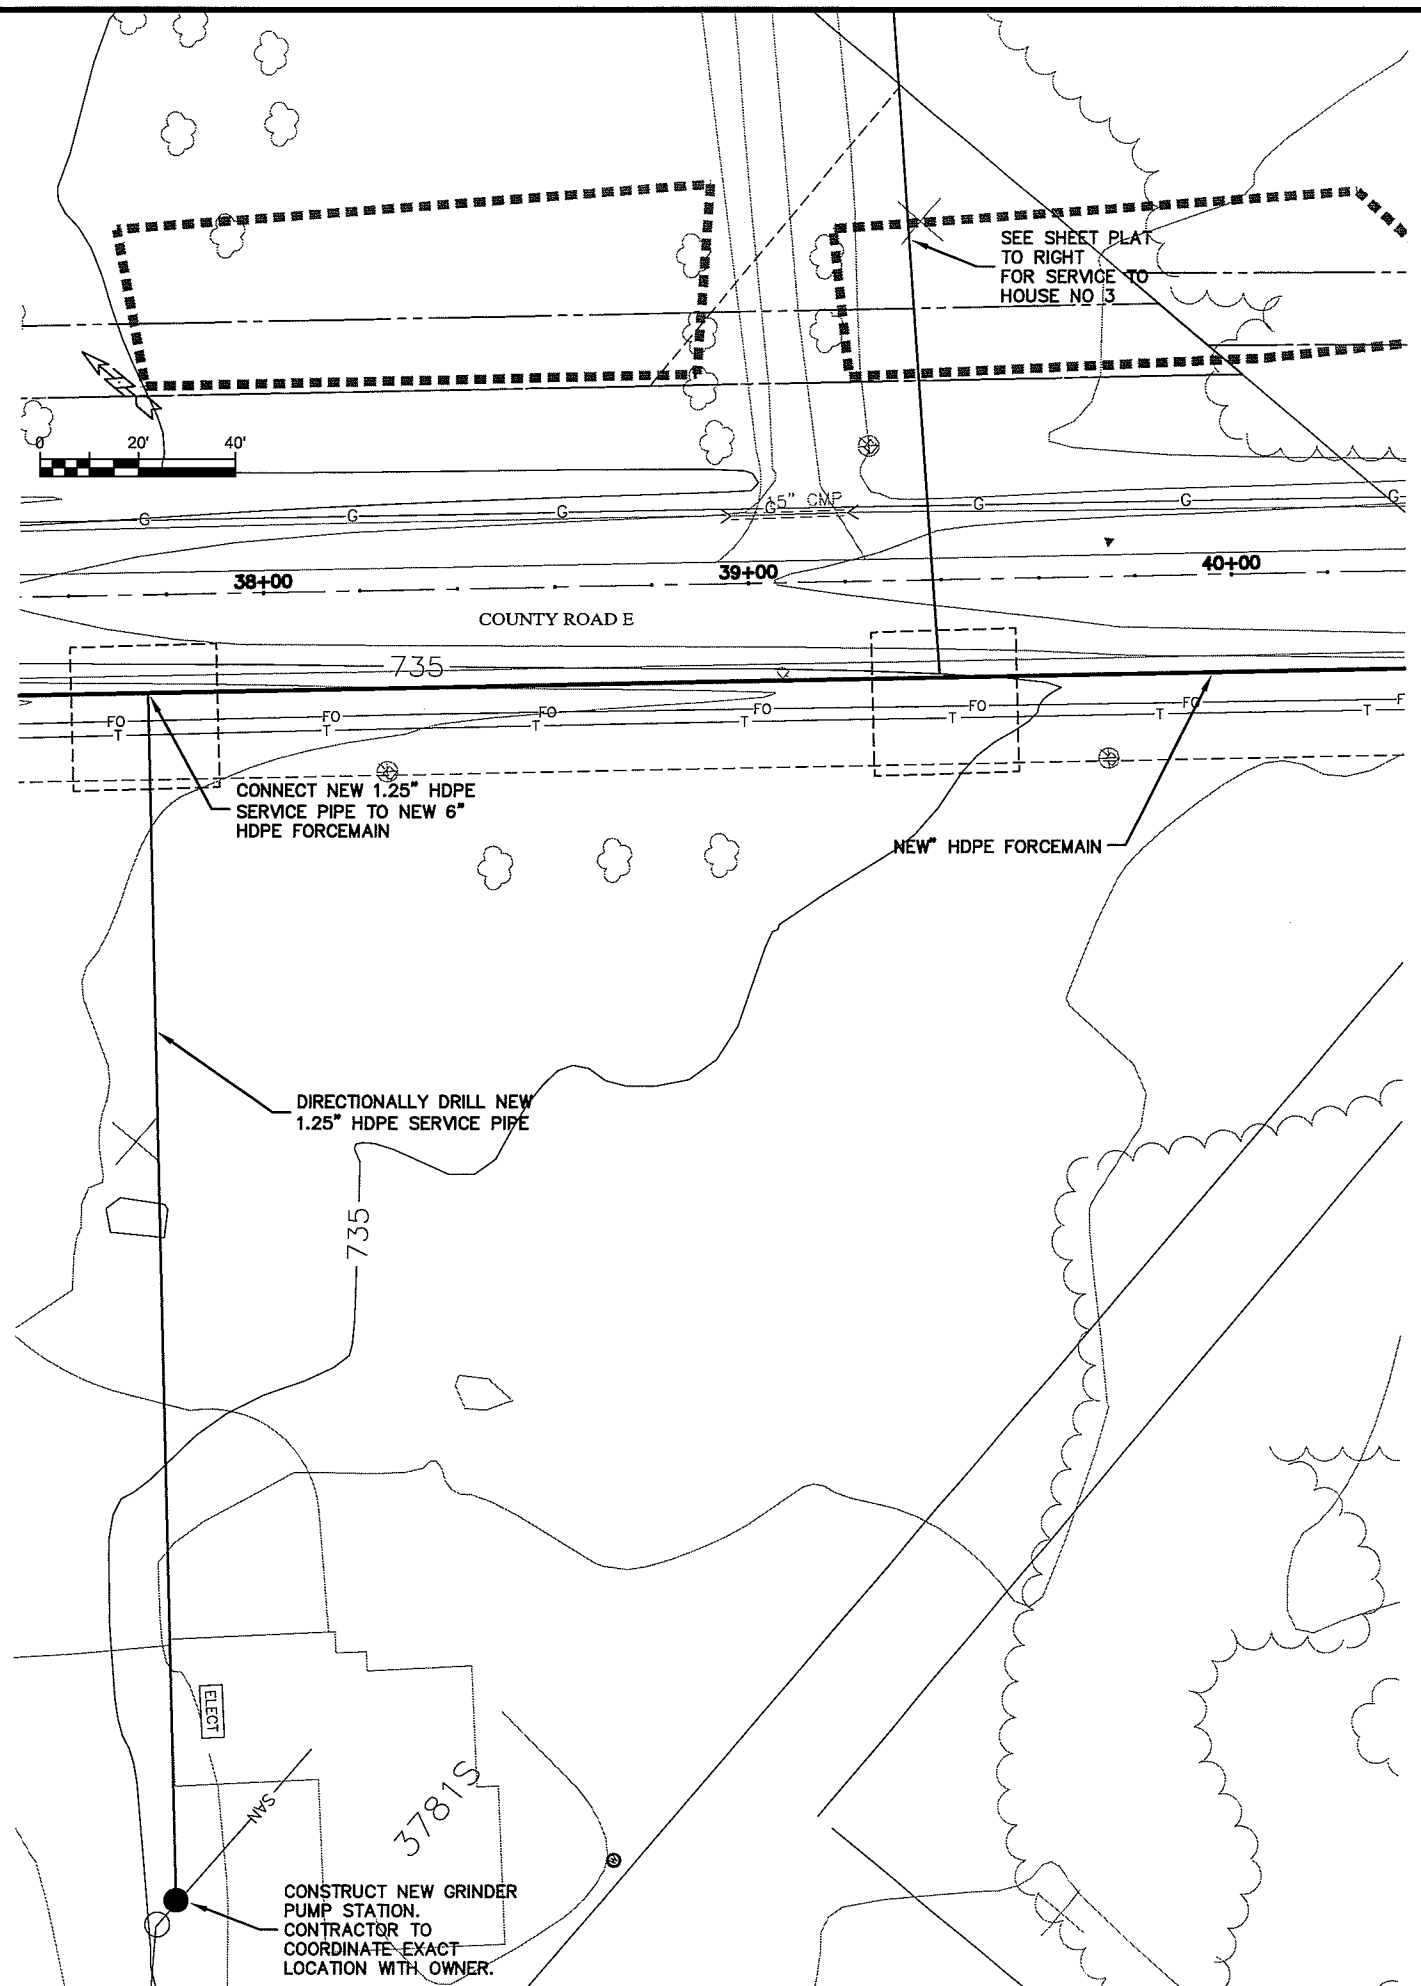 SEE SHEET PLAT
TO RIGHT
FOR SERVICE TO
HOUSE NO 3
0 20' 40'
15" CMP
G G G G G G G
38+00 39+00 40+00
COUNTY ROAD E
735
FO FO FO FO FO FO F
T T T T T T T
CONNECT NEW 1.25" HDPE
SERVICE PIPE TO NEW 6"
HDPE FORCEMAIN
NEW" HDPE FORCEMAIN
DIRECTIONALLY DRILL NEW
1.25" HDPE SERVICE PIPE
735
ELECT
SAN
3781S
CONSTRUCT NEW GRINDER
PUMP STATION.
CONTRACTOR TO
COORDINATE EXACT
LOCATION WITH OWNER.